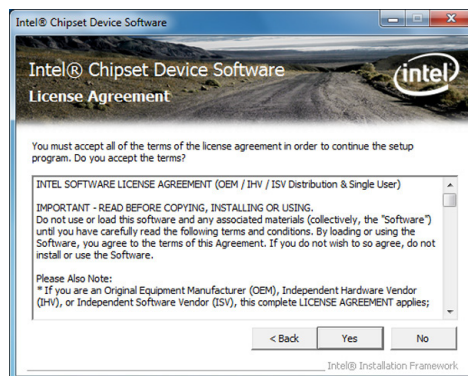 Intel® Chipset Device Software
Intel® Chipset Device Software
intel
License Agreement
You must accept all of the terms of the license agreement in order to continue the setup
program. Do you accept the terms?
INTEL SOFTWARE LICENSE AGREEMENT (OEM / IHV / ISV Distribution & Single User)
IMPORTANT - READ BEFORE COPYING, INSTALLING OR USING.
Do not use or load this software and any associated materials (collectively, the "Software")
until you have carefully read the following terms and conditions. By loading or using the
Software, you agree to the terms of this Agreement. If you do not wish to so agree, do not
install or use the Software.
Please Also Note:
* If you are an Original Equipment Manufacturer (OEM), Independent Hardware Vendor
(IHV), or Independent Software Vendor (ISV), this complete LICENSE AGREEMENT applies;
< Back Yes No
Intel® Installation Framework